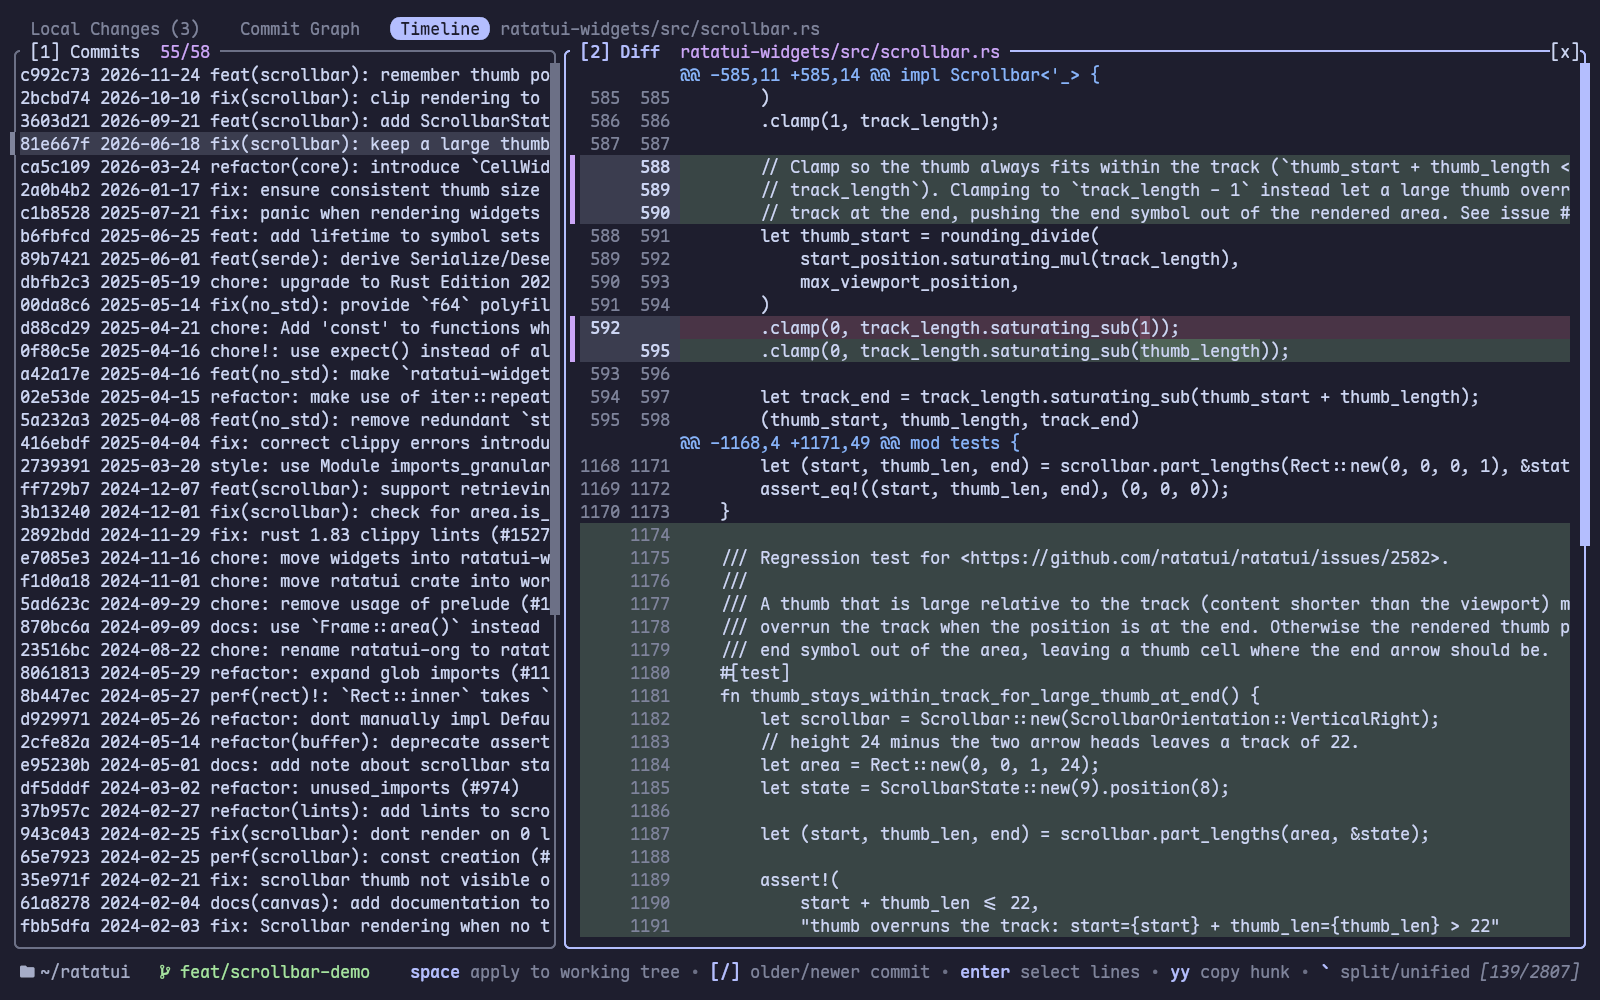 Local Changes (3)    Commit Graph    Timeline ratatui-widgets/src/scrollbar.rs
[1] Commits  55/58
c992c73 2026-11-24 feat(scrollbar): remember thumb po
2bcbd74 2026-10-10 fix(scrollbar): clip rendering to
3603d21 2026-09-21 feat(scrollbar): add ScrollbarStat
81e667f 2026-06-18 fix(scrollbar): keep a large thumb
ca5c109 2026-03-24 refactor(core): introduce `CellWid
2a0b4b2 2026-01-17 fix: ensure consistent thumb size
c1b8528 2025-07-21 fix: panic when rendering widgets
b6fbfcd 2025-06-25 feat: add lifetime to symbol sets
89b7421 2025-06-01 feat(serde): derive Serialize/Dese
dbfb2c3 2025-05-19 chore: upgrade to Rust Edition 202
00da8c6 2025-05-14 fix(no_std): provide `f64` polyfil
d88cd29 2025-04-21 chore: Add 'const' to functions wh
0f80c5e 2025-04-16 chore!: use expect() instead of al
a42a17e 2025-04-16 feat(no_std): make `ratatui-widget
02e53de 2025-04-15 refactor: make use of iter::repeat
5a232a3 2025-04-08 feat(no_std): remove redundant `st
416ebdf 2025-04-04 fix: correct clippy errors introdu
2739391 2025-03-20 style: use Module imports_granular
ff729b7 2024-12-07 feat(scrollbar): support retrievin
3b13240 2024-12-01 fix(scrollbar): check for area.is_
2892bdd 2024-11-29 fix: rust 1.83 clippy lints (#1527
e7085e3 2024-11-16 chore: move widgets into ratatui-w
f1d0a18 2024-11-01 chore: move ratatui crate into wor
5ad623c 2024-09-29 chore: remove usage of prelude (#1
870bc6a 2024-09-09 docs: use `Frame::area()` instead
23516bc 2024-08-22 chore: rename ratatui-org to ratat
8061813 2024-05-29 refactor: expand glob imports (#11
8b447ec 2024-05-27 perf(rect)!: `Rect::inner` takes `
d929971 2024-05-26 refactor: dont manually impl Defau
2cfe82a 2024-05-14 refactor(buffer): deprecate assert
e95230b 2024-05-01 docs: add note about scrollbar sta
df5dddf 2024-03-02 refactor: unused_imports (#974)
37b957c 2024-02-27 refactor(lints): add lints to scro
943c043 2024-02-25 fix(scrollbar): dont render on 0 l
65e7923 2024-02-25 perf(scrollbar): const creation (#
35e971f 2024-02-21 fix: scrollbar thumb not visible o
61a8278 2024-02-04 docs(canvas): add documentation to
fbb5dfa 2024-02-03 fix: Scrollbar rendering when no t
[2] Diff  ratatui-widgets/src/scrollbar.rs [x]
@@ -585,11 +585,14 @@ impl Scrollbar<'_> {
585 585         )
586 586         .clamp(1, track_length);
587 587
588         // Clamp so the thumb always fits within the track (`thumb_start + thumb_length <
589         // track_length`). Clamping to `track_length - 1` instead let a large thumb overr
590         // track at the end, pushing the end symbol out of the rendered area. See issue #
588 591         let thumb_start = rounding_divide(
589 592             start_position.saturating_mul(track_length),
590 593             max_viewport_position,
591 594         )
592         .clamp(0, track_length.saturating_sub(1));
595         .clamp(0, track_length.saturating_sub(thumb_length));
593 596
594 597         let track_end = track_length.saturating_sub(thumb_start + thumb_length);
595 598         (thumb_start, thumb_length, track_end)
@@ -1168,4 +1171,49 @@ mod tests {
1168 1171         let (start, thumb_len, end) = scrollbar.part_lengths(Rect::new(0, 0, 0, 1), &stat
1169 1172         assert_eq!((start, thumb_len, end), (0, 0, 0));
1170 1173     }
1174
1175     /// Regression test for <https://github.com/ratatui/ratatui/issues/2582>.
1176     ///
1177     /// A thumb that is large relative to the track (content shorter than the viewport) m
1178     /// overrun the track when the position is at the end. Otherwise the rendered thumb p
1179     /// end symbol out of the area, leaving a thumb cell where the end arrow should be.
1180     #[test]
1181     fn thumb_stays_within_track_for_large_thumb_at_end() {
1182         let scrollbar = Scrollbar::new(ScrollbarOrientation::VerticalRight);
1183         // height 24 minus the two arrow heads leaves a track of 22.
1184         let area = Rect::new(0, 0, 1, 24);
1185         let state = ScrollbarState::new(9).position(8);
1186
1187         let (start, thumb_len, end) = scrollbar.part_lengths(area, &state);
1188
1189         assert!(
1190             start + thumb_len <= 22,
1191             "thumb overruns the track: start={start} + thumb_len={thumb_len} > 22"
~/ratatui   feat/scrollbar-demo    space apply to working tree • [/] older/newer commit • enter select lines • yy copy hunk • ` split/unified [139/2807]